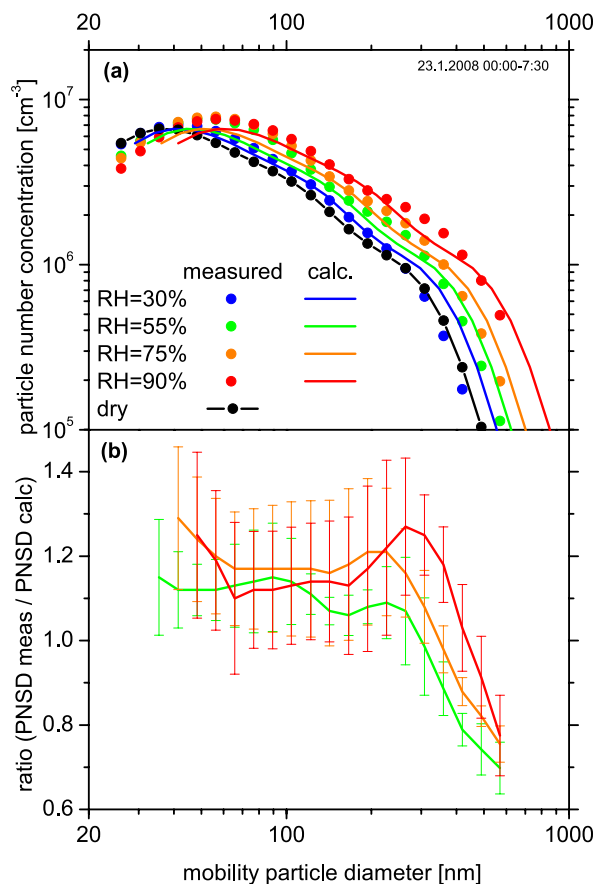 20 100 1000
(a) 23.1.2008 00:00-7:30
particle number concentration [cm⁻³]
10⁷
10⁶
10⁵
measured calc.
RH=30%
RH=55%
RH=75%
RH=90%
dry
(b)
ratio (PNSD meas / PNSD calc)
1.4
1.2
1.0
0.8
0.6
20 100 1000
mobility particle diameter [nm]